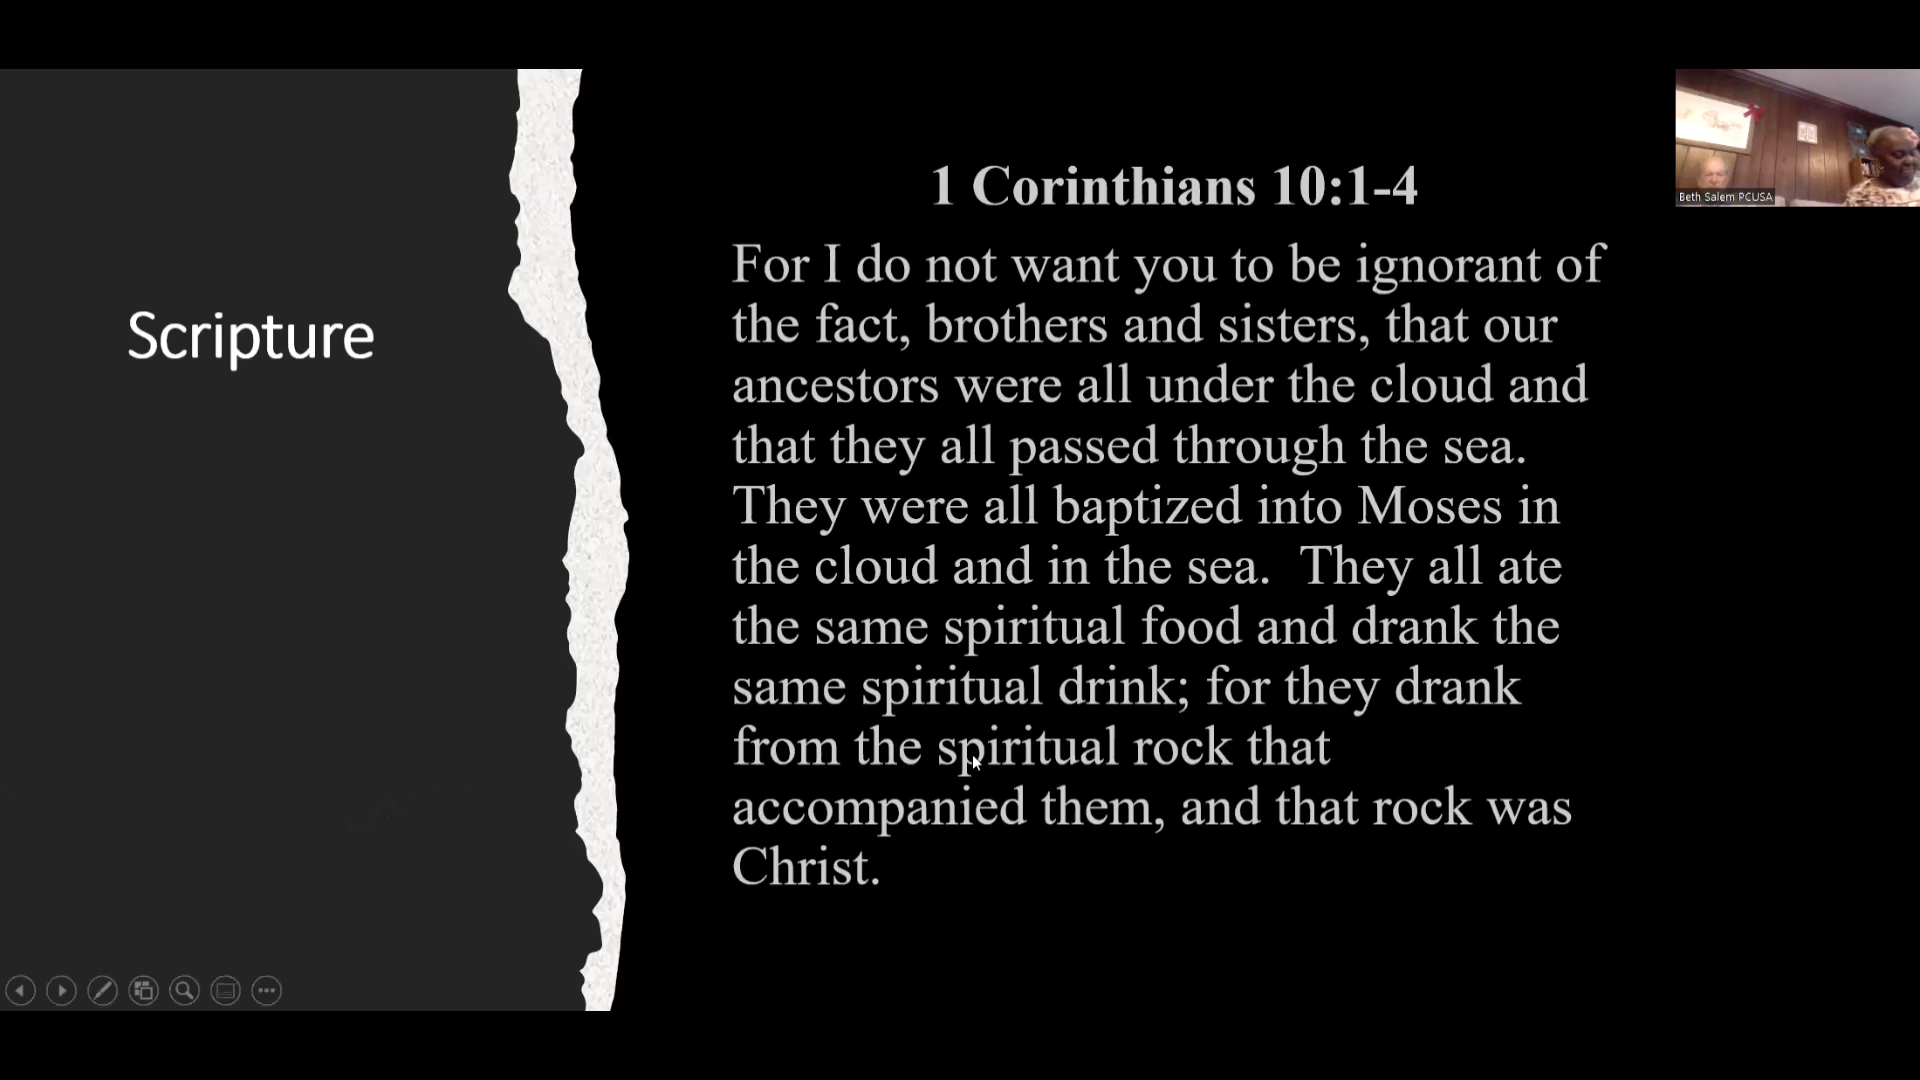 Scripture
1 Corinthians 10:1-4
For I do not want you to be ignorant of
the fact, brothers and sisters, that our
ancestors were all under the cloud and
that they all passed through the sea.
They were all baptized into Moses in
the cloud and in the sea.  They all ate
the same spiritual food and drank the
same spiritual drink; for they drank
from the spiritual rock that
accompanied them, and that rock was
Christ.
Beth Salem PCUSA